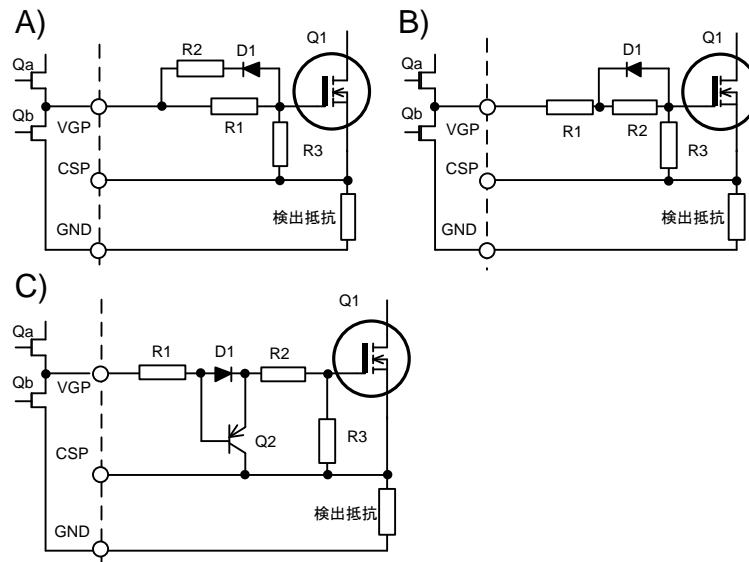 A)
Qa
Qb
VGP
CSP
GND
R2
D1
R1
R3
Q1
検出抵抗
B)
Qa
Qb
VGP
CSP
GND
D1
R1
R2
R3
Q1
検出抵抗
C)
Qa
Qb
VGP
CSP
GND
R1
D1
R2
Q2
R3
Q1
検出抵抗